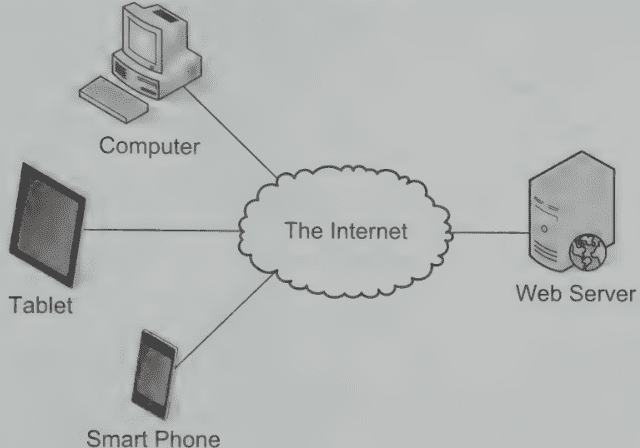 Computer
The Internet
Tablet
Web Server
Smart Phone